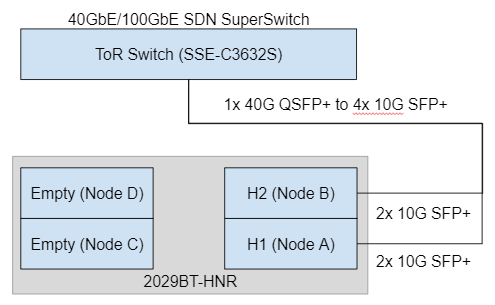 40GbE/100GbE SDN SuperSwitch
ToR Switch (SSE-C3632S)
1x 40G QSFP+ to 4x 10G SFP+
Empty (Node D)
H2 (Node B)
2x 10G SFP+
Empty (Node C)
H1 (Node A)
2x 10G SFP+
2029BT-HNR